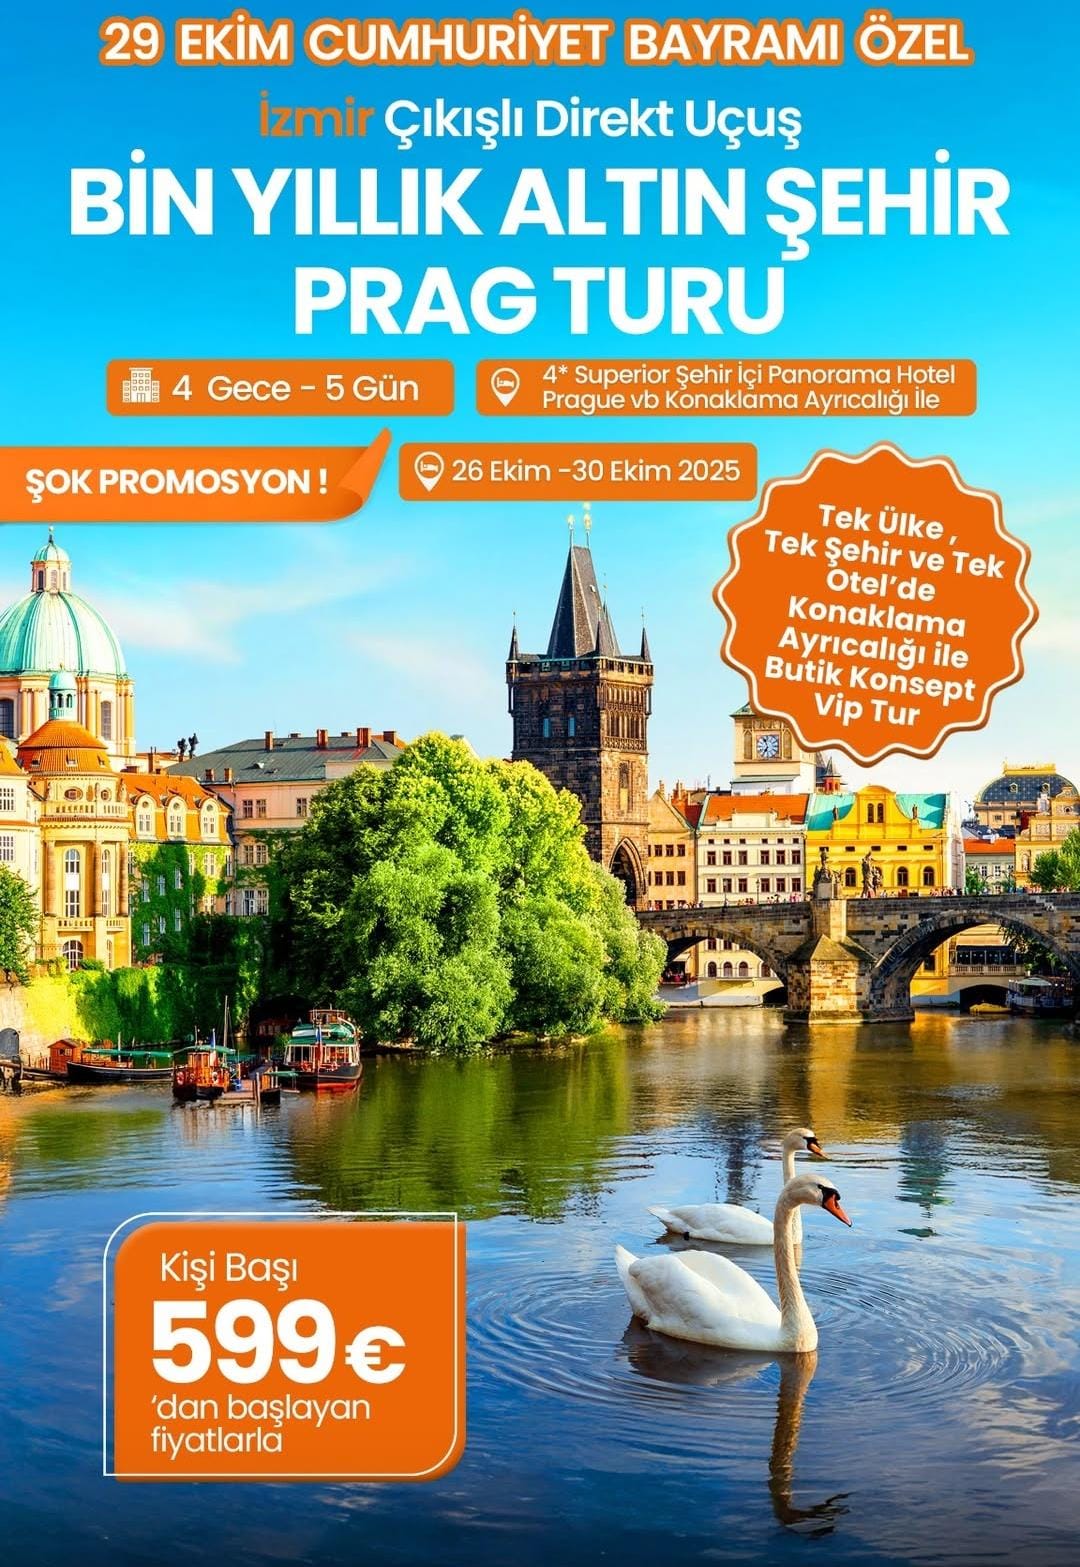 29 EKİM CUMHURİYET BAYRAMI ÖZEL
İzmir Çıkışlı Direkt Uçuş
BİN YILLIK ALTIN ŞEHİR
PRAG TURU
4 Gece - 5 Gün
4* Superior Şehir İçi Panorama Hotel
Prague vb Konaklama Ayrıcalığı İle
ŞOK PROMOSYON !
26 Ekim -30 Ekim 2025
Tek Ülke ,
Tek Şehir ve Tek
Otel'de
Konaklama
Ayrıcalığı ile
Butik Konsept
Vip Tur
Kişi Başı
599€
'dan başlayan
fiyatlarla